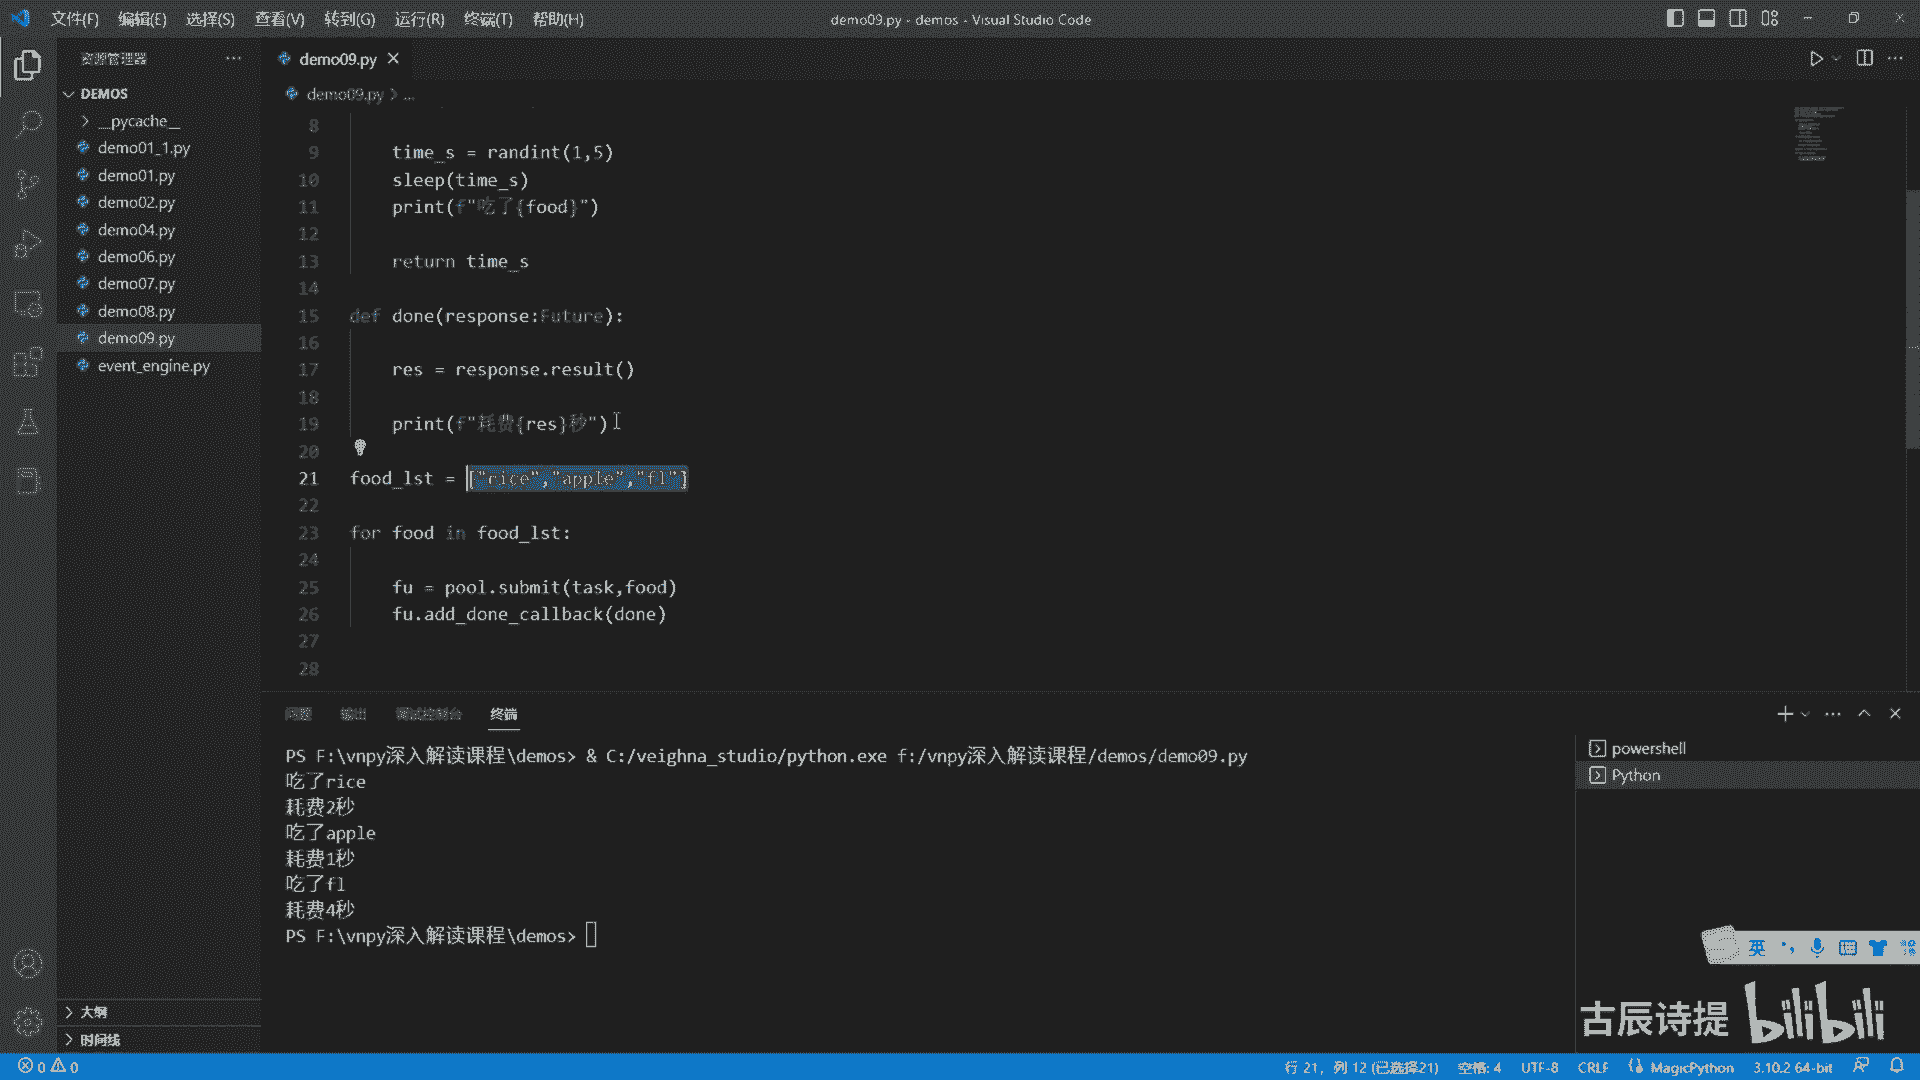 文件(F) 编辑(E) 选择(S) 查看(V) 转到(G) 运行(R) 终端(T) 帮助(H) demo09.py - demos - Visual Studio Code
资源管理器
DEMOS
__pycache__
demo01_1.py
demo01.py
demo02.py
demo04.py
demo06.py
demo07.py
demo08.py
demo09.py
event_engine.py
大纲
时间线
demo09.py
demo09.py > ...
8
9 time_s = randint(1,5)
10 sleep(time_s)
11 print(f"吃了{food}")
12
13 return time_s
14
15 def done(response:Future):
16
17 res = response.result()
18
19 print(f"耗费{res}秒")
20
21 food_lst = ["rice","apple","fl"]
22
23 for food in food_lst:
24
25 fu = pool.submit(task,food)
26 fu.add_done_callback(done)
27
28
问题 输出 调试控制台 终端
PS F:\vnpy深入解读课程\demos> & C:/veighna_studio/python.exe f:/vnpy深入解读课程/demos/demo09.py
吃了rice
耗费2秒
吃了apple
耗费1秒
吃了fl
耗费4秒
PS F:\vnpy深入解读课程\demos>
powershell
Python
英
古辰诗提 bilibili
0 0 行 21，列 12 (已选择21) 空格: 4 UTF-8 CRLF MagicPython 3.10.2 64-bit